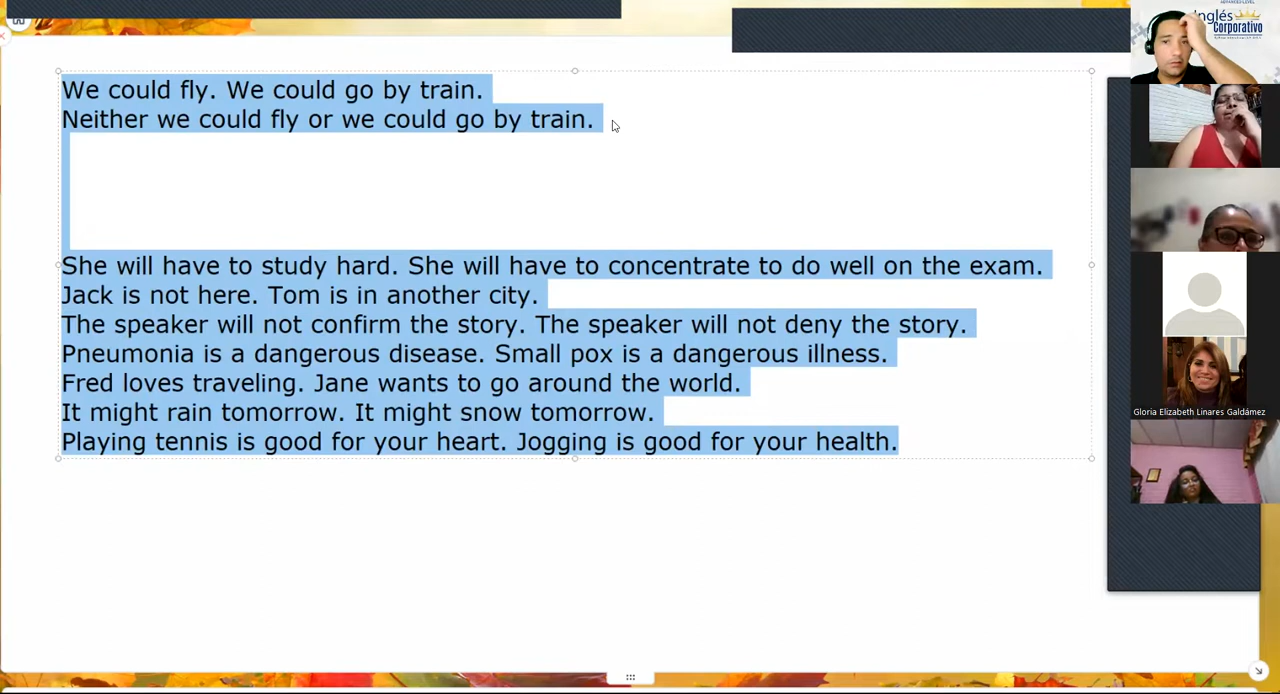 We could fly. We could go by train.
Neither we could fly or we could go by train.
She will have to study hard. She will have to concentrate to do well on the exam.
Jack is not here. Tom is in another city.
The speaker will not confirm the story. The speaker will not deny the story.
Pneumonia is a dangerous disease. Small pox is a dangerous illness.
Fred loves traveling. Jane wants to go around the world.
It might rain tomorrow. It might snow tomorrow.
Playing tennis is good for your heart. Jogging is good for your health.
ADVANCED LEVEL
Inglés
Corporativo
Gloria Elizabeth Linares Galdámez